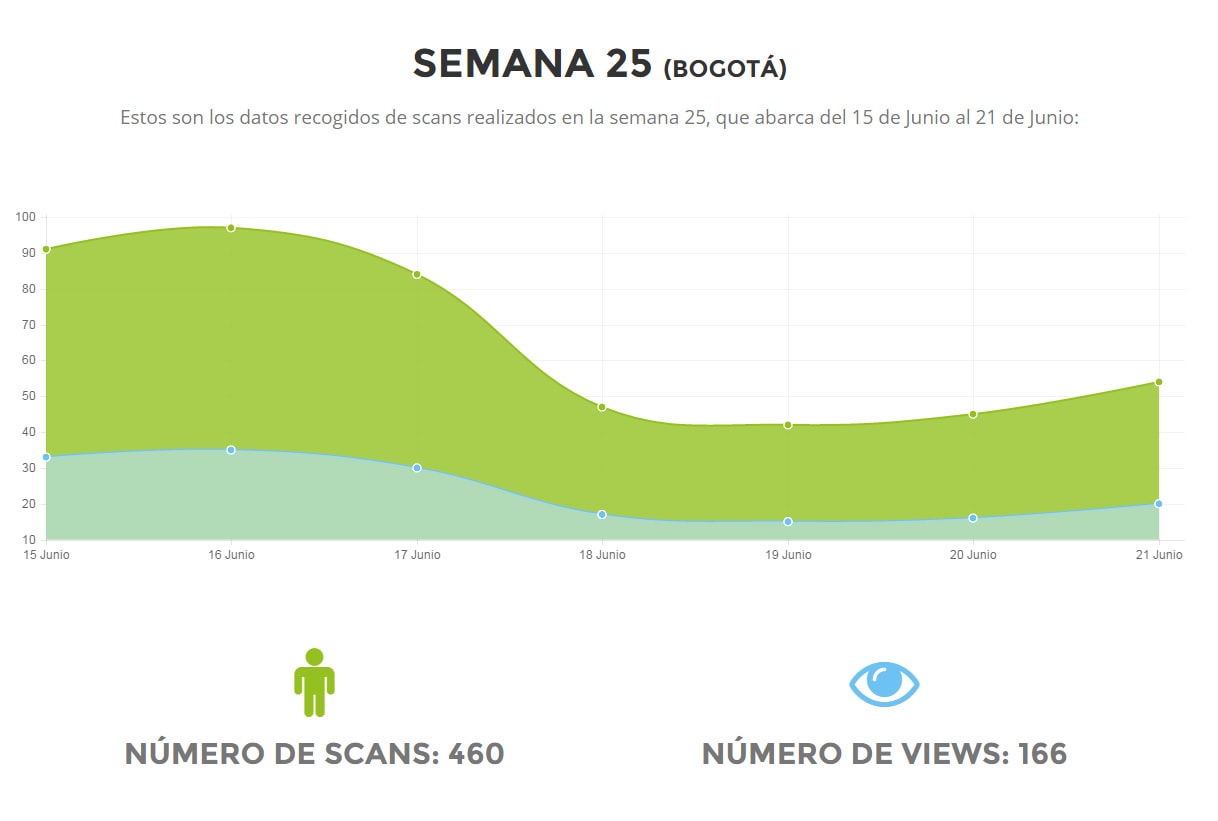 SEMANA 25 (BOGOTÁ)
Estos son los datos recogidos de scans realizados en la semana 25, que abarca del 15 de Junio al 21 de Junio:
100
90
80
70
60
50
40
30
20
10
15 Junio 16 Junio 17 Junio 18 Junio 19 Junio 20 Junio 21 Junio
NÚMERO DE SCANS: 460
NÚMERO DE VIEWS: 166